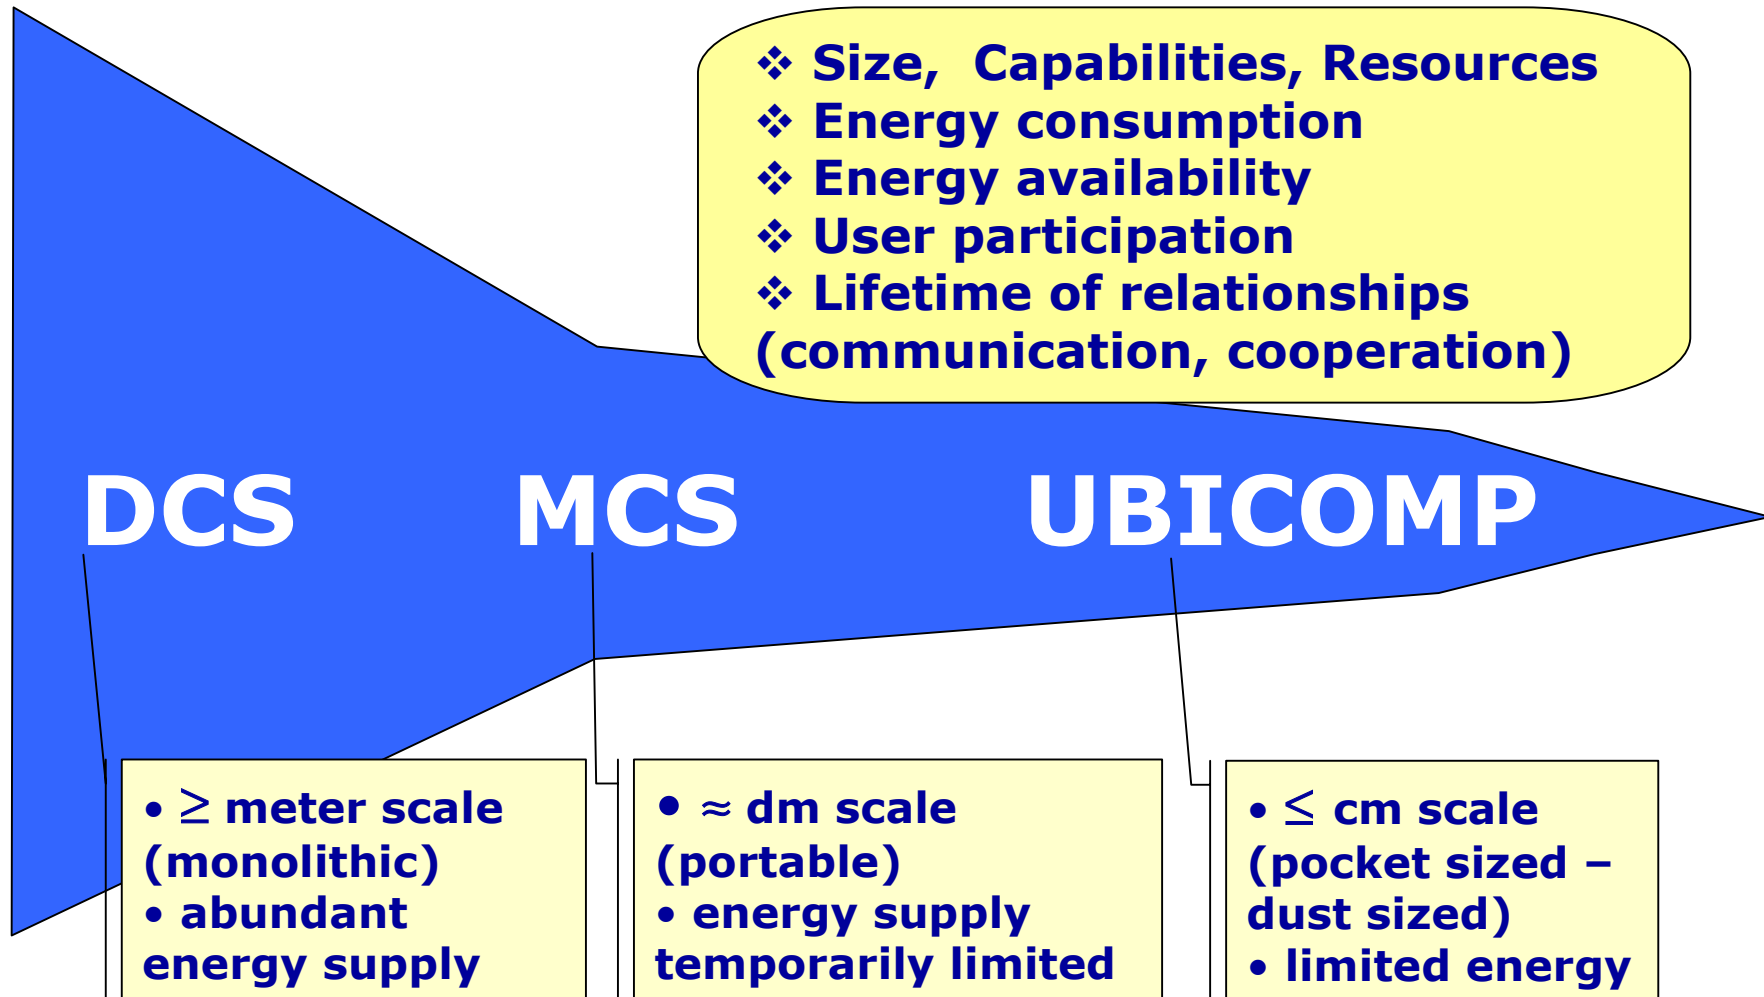 ❖ Size, Capabilities, Resources
❖ Energy consumption
❖ Energy availability
❖ User participation
❖ Lifetime of relationships
(communication, cooperation)
DCS MCS UBICOMP
• ≥ meter scale
(monolithic)
• abundant
energy supply
• ≈ dm scale
(portable)
• energy supply
temporarily limited
• ≤ cm scale
(pocket sized –
dust sized)
• limited energy